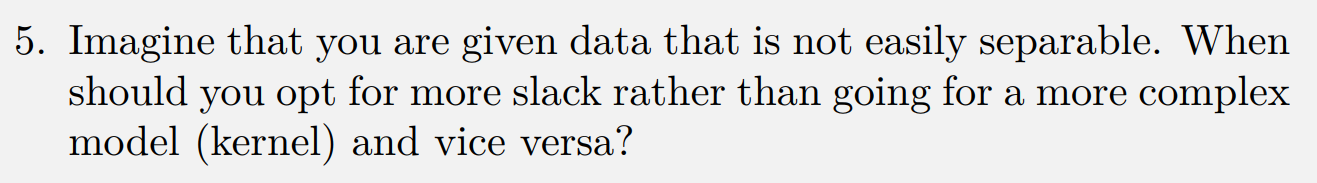 5. Imagine that you are given data that is not easily separable. When
should you opt for more slack rather than going for a more complex
model (kernel) and vice versa?